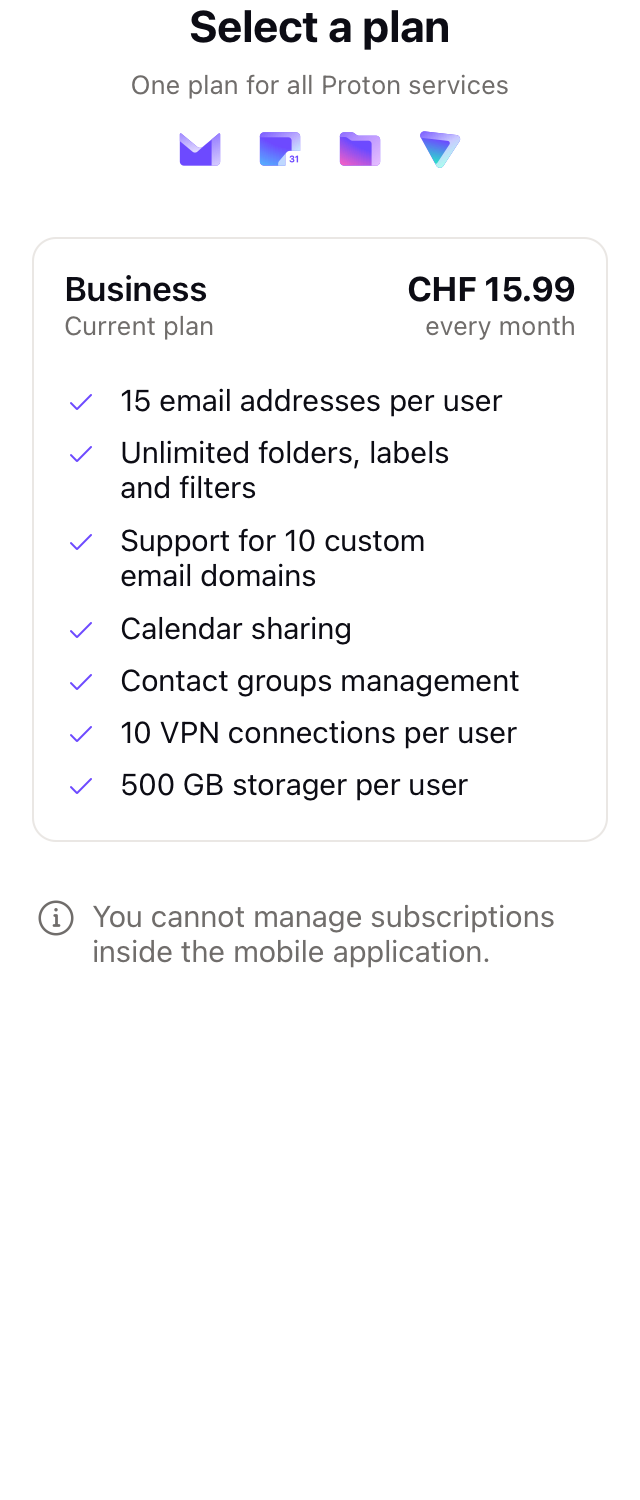 Select a plan
One plan for all Proton services
31
Business
CHF 15.99
Current plan
every month
15 email addresses per user
Unlimited folders, labels
and filters
Support for 10 custom
email domains
Calendar sharing
Contact groups management
10 VPN connections per user
500 GB storager per user
You cannot manage subscriptions
inside the mobile application.